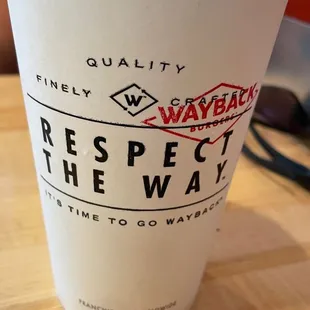 QUALITY
FINELY W CRAFTED
WAYBACK
BURGERS
RESPECT
THE WAY.
IT'S TIME TO GO WAYBACK